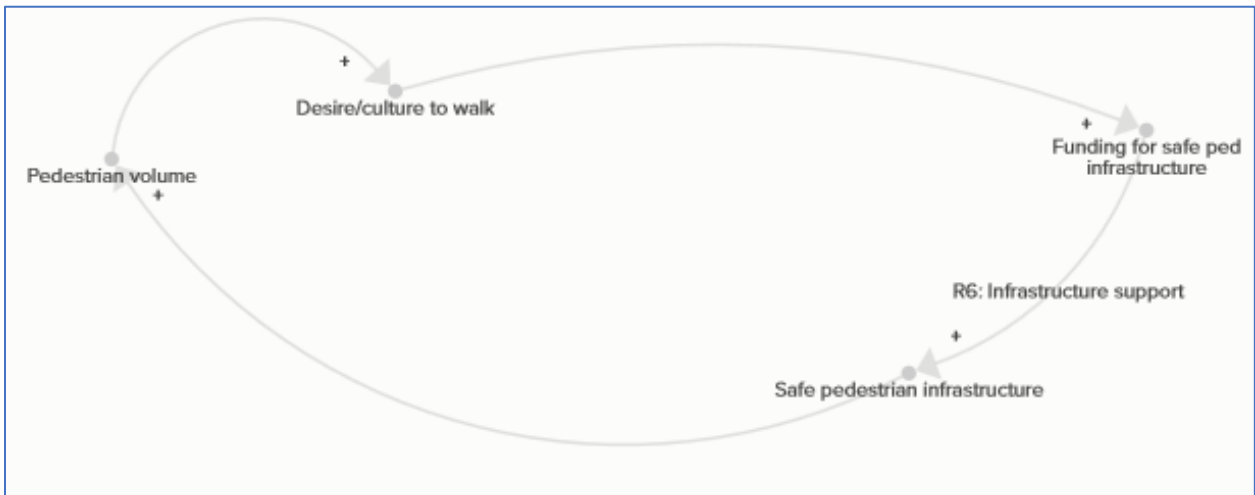 +
Desire/culture to walk
+
Funding for safe ped
infrastructure
Pedestrian volume
+
R6: Infrastructure support
+
Safe pedestrian infrastructure